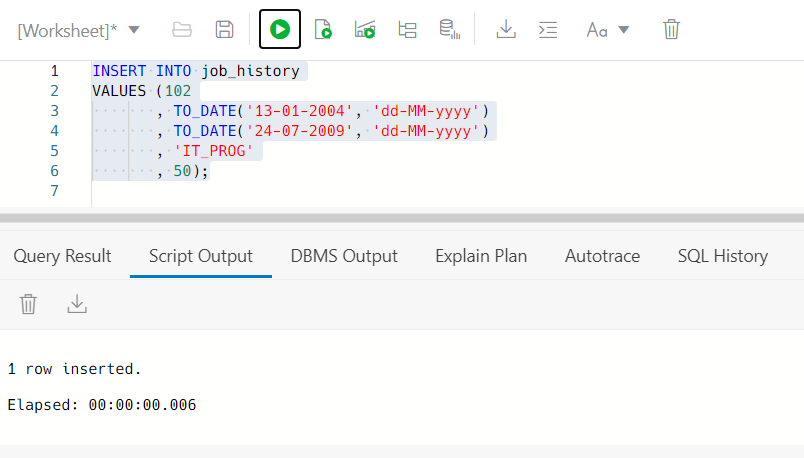 [Worksheet]*
Aa
1 INSERT INTO job_history
2 VALUES (102
3 , TO_DATE('13-01-2004', 'dd-MM-yyyy')
4 , TO_DATE('24-07-2009', 'dd-MM-yyyy')
5 , 'IT_PROG'
6 , 50);
7
Query Result Script Output DBMS Output Explain Plan Autotrace SQL History
1 row inserted.
Elapsed: 00:00:00.006